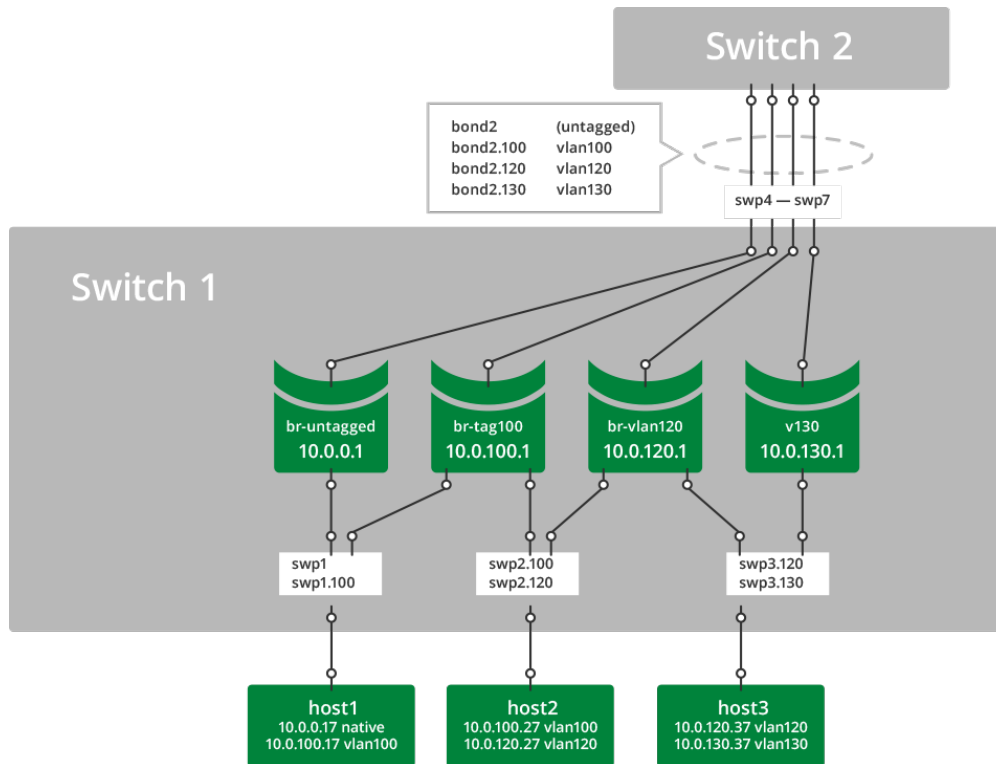 Switch 2
bond2 (untagged)
bond2.100 vlan100
bond2.120 vlan120
bond2.130 vlan130
swp4 — swp7
Switch 1
br-untagged
10.0.0.1
br-tag100
10.0.100.1
br-vlan120
10.0.120.1
v130
10.0.130.1
swp1
swp1.100
swp2.100
swp2.120
swp3.120
swp3.130
host1
10.0.0.17 native
10.0.100.17 vlan100
host2
10.0.100.27 vlan100
10.0.120.27 vlan120
host3
10.0.120.37 vlan120
10.0.130.37 vlan130